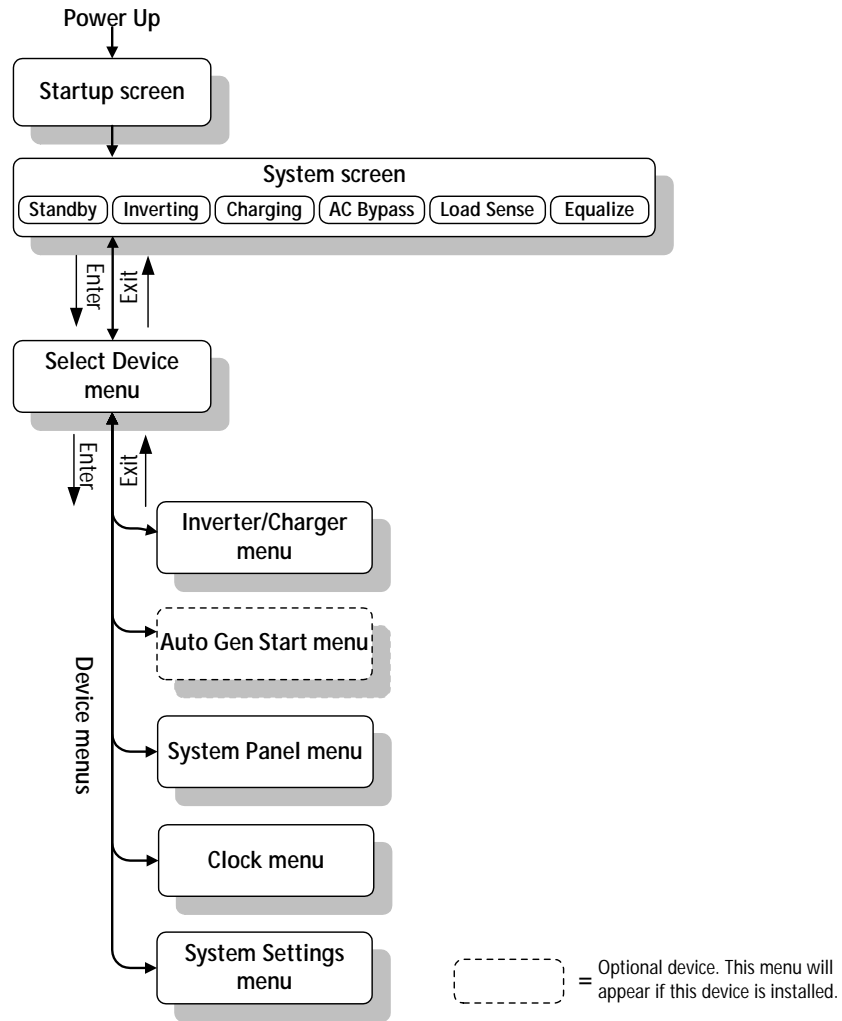 Power Up
Startup screen
System screen
Standby
Inverting
Charging
AC Bypass
Load Sense
Equalize
Enter
Exit
Select Device
menu
Enter
Exit
Device menus
Inverter/Charger
menu
Auto Gen Start menu
System Panel menu
Clock menu
System Settings
menu
= Optional device. This menu will
appear if this device is installed.